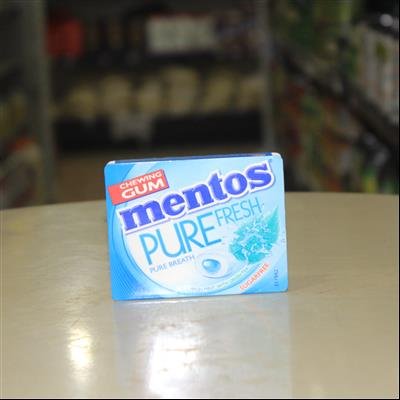 CHEWING
GUM
mentos
PURE
FRESH
PURE BREATH
SUGARFREE